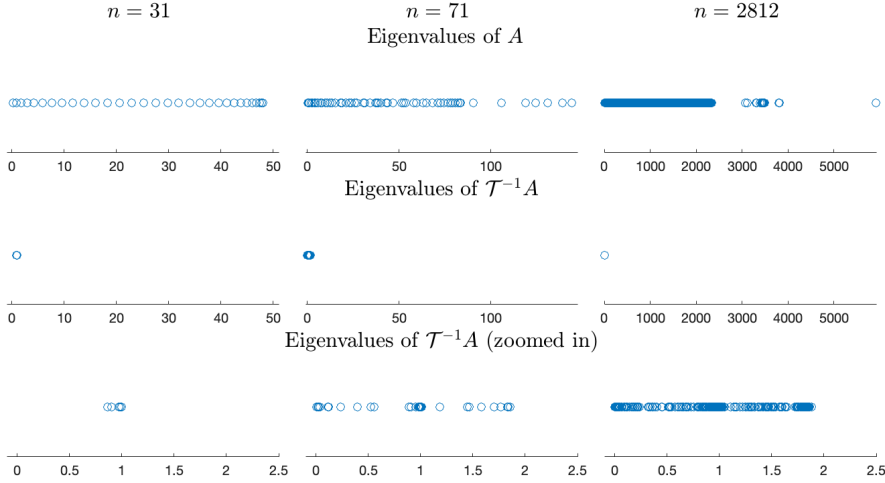 n = 31 n = 71 n = 2812
Eigenvalues of A
0 10 20 30 40 50 0 50 100 0 1000 2000 3000 4000 5000
Eigenvalues of 𝒯⁻¹A
0 10 20 30 40 50 0 50 100 0 1000 2000 3000 4000 5000
Eigenvalues of 𝒯⁻¹A (zoomed in)
0 0.5 1 1.5 2 2.5 0 0.5 1 1.5 2 2.5 0 0.5 1 1.5 2 2.5